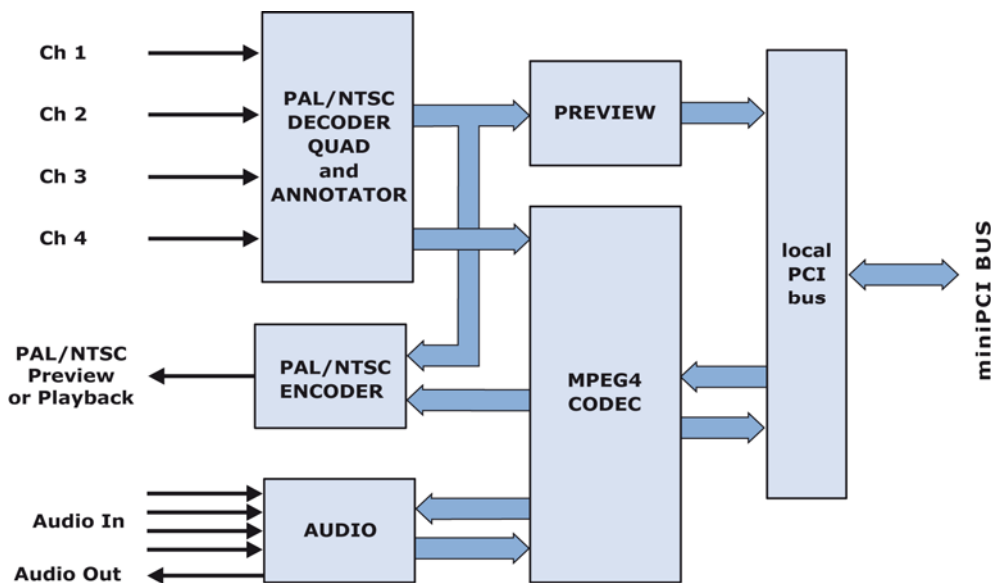 Ch 1
Ch 2
Ch 3
Ch 4
PAL/NTSC
DECODER
QUAD
and
ANNOTATOR
PREVIEW
local
PCI
bus
miniPCI BUS
PAL/NTSC
Preview
or Playback
PAL/NTSC
ENCODER
MPEG4
CODEC
Audio In
Audio Out
AUDIO